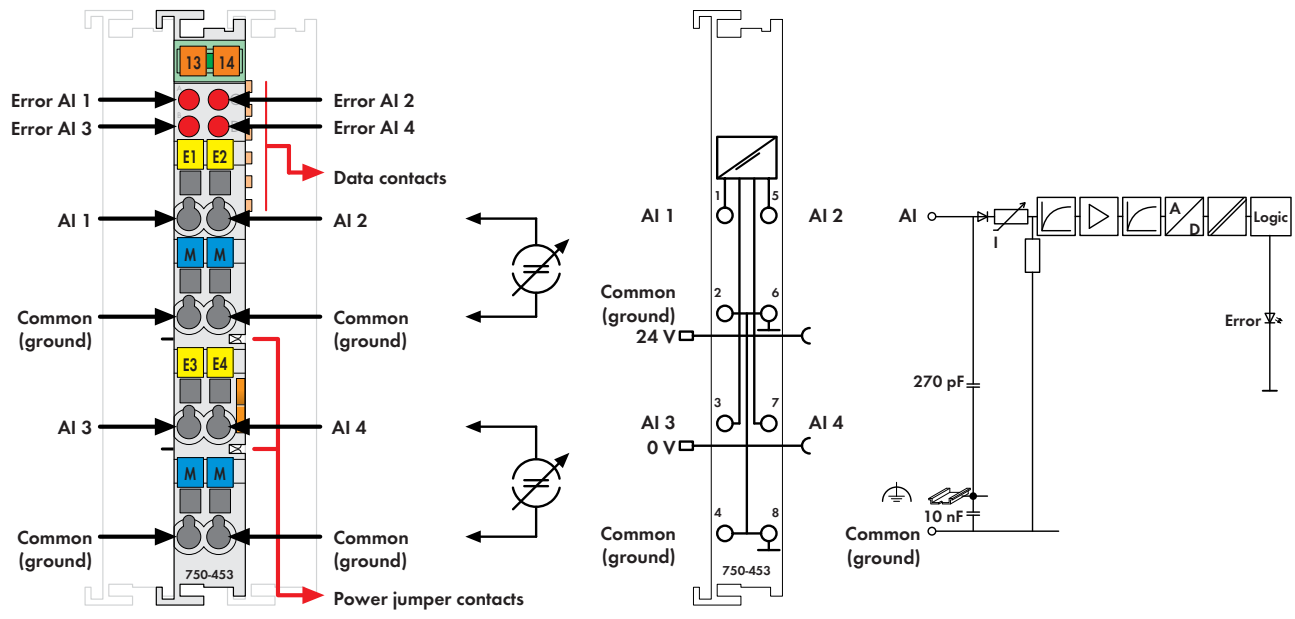 13 14
Error AI 1
Error AI 2
Error AI 3
Error AI 4
E1 E2
Data contacts
AI 1
AI 2
M M
Common
(ground)
Common
(ground)
E3 E4
AI 3
AI 4
M M
Common
(ground)
Common
(ground)
750-453
Power jumper contacts
1
5
AI 1
AI 2
Common
(ground)
2
6
24 V
3
7
AI 3
AI 4
0 V
4
8
Common
(ground)
750-453
AI
I
A
D
Logic
Error
270 pF
10 nF
Common
(ground)